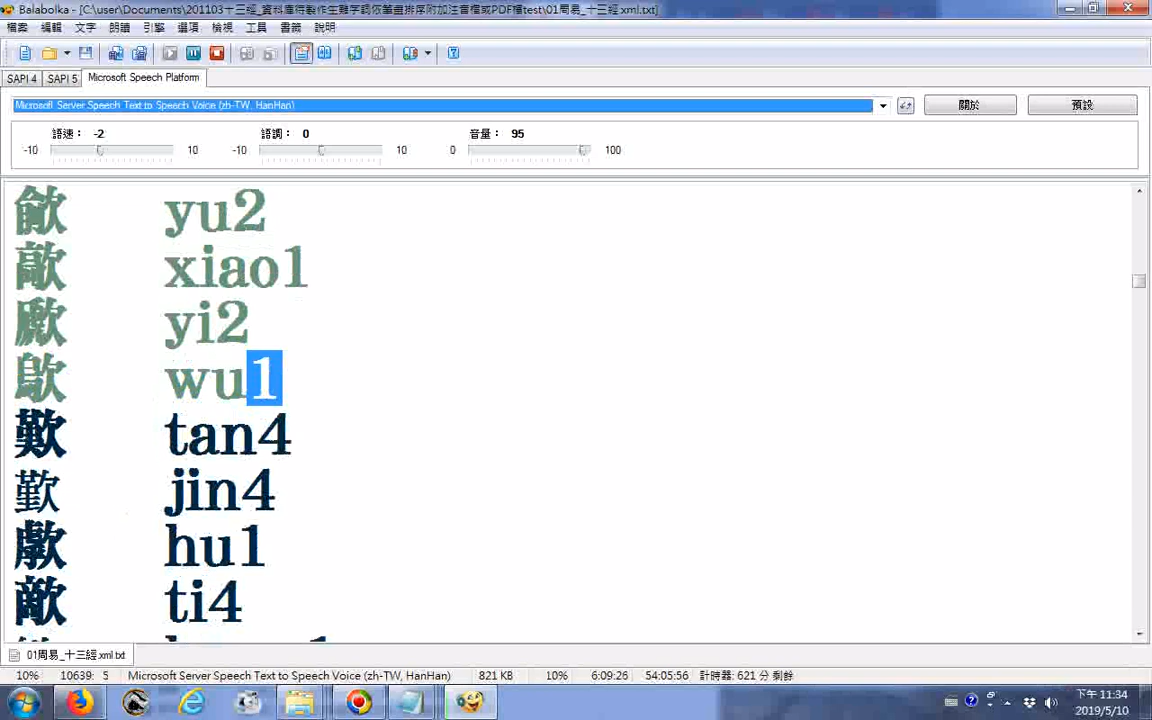 Balabolka - [C:\user\Documents\201103十三經_資料庫待製作生難字詞依筆畫排序附加注音檔或PDF檔test\01周易_十三經.xml.txt]
檔案 編輯 文字 朗讀 引擎 選項 檢視 工具 書籤 說明
SAPI 4 SAPI 5 Microsoft Speech Platform
Microsoft Server Speech Text to Speech Voice (zh-TW, HanHan) 關於 預設
語速： -2 語調： 0 音量： 95
-10 10 -10 10 0 100
歈 yu2
歊 xiao1
yi2
歍 wu1
歎 tan4
歏 jin4
歑 hu1
ti4
01周易_十三經.xml.txt
10% 10639: 5 Microsoft Server Speech Text to Speech Voice (zh-TW, HanHan) 821 KB 10% 6:09:26 54:05:56 計時器: 621 分 剩餘
下午 11:34
2019/5/10